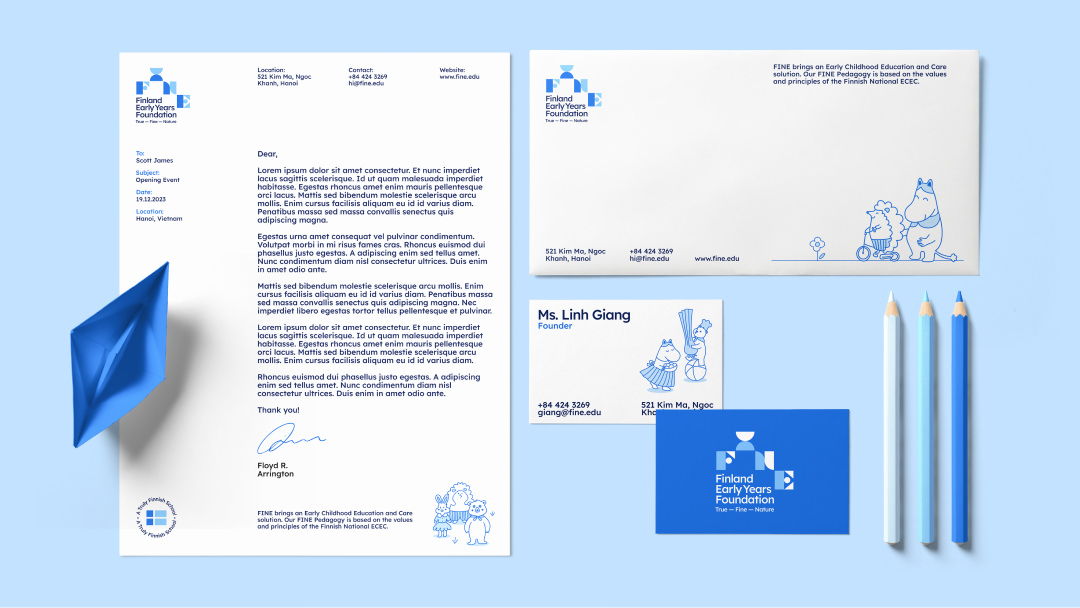 Finland
Early Years
Foundation
True — Fine — Nature
Location:
521 Kim Ma, Ngoc
Khanh, Hanoi
Contact:
+84 424 3269
hi@fine.edu
Website:
www.fine.edu
To:
Scott James
Subject:
Opening Event
Date:
19.12.2023
Location:
Hanoi, Vietnam
Dear,
Lorem ipsum dolor sit amet consectetur. Et nunc imperdiet
lacus sagittis scelerisque. Id ut quam malesuada imperdiet
habitasse. Egestas rhoncus amet enim mauris pellentesque
orci lacus. Mattis sed bibendum molestie scelerisque arcu
mollis. Enim cursus facilisis aliquam eu id id varius diam.
Penatibus massa sed massa convallis senectus quis
adipiscing magna.
Egestas urna amet consequat vel pulvinar condimentum.
Volutpat morbi in mi risus fames cras. Rhoncus euismod dui
phasellus justo egestas. A adipiscing enim sed tellus amet.
Nunc condimentum diam nisl consectetur ultrices. Duis enim
in amet odio ante.
Mattis sed bibendum molestie scelerisque arcu mollis. Enim
cursus facilisis aliquam eu id id varius diam. Penatibus massa
sed massa convallis senectus quis adipiscing magna. Nec
imperdiet libero egestas tortor tellus pellentesque et pulvinar.
Lorem ipsum dolor sit amet consectetur. Et nunc imperdiet
lacus sagittis scelerisque. Id ut quam malesuada imperdiet
habitasse. Egestas rhoncus amet enim mauris pellentesque
orci lacus. Mattis sed bibendum molestie scelerisque arcu
mollis. Enim cursus facilisis aliquam eu id id varius diam.
Rhoncus euismod dui phasellus justo egestas. A adipiscing
enim sed tellus amet. Nunc condimentum diam nisl
consectetur ultrices. Duis enim in amet odio ante.
Thank you!
Floyd R.
Arrington
A Truly Finnish School • A Truly Finnish School •
FINE brings an Early Childhood Education and Care
solution. Our FINE Pedagogy is based on the values
and principles of the Finnish National ECEC.
Finland
Early Years
Foundation
True — Fine — Nature
FINE brings an Early Childhood Education and Care
solution. Our FINE Pedagogy is based on the values
and principles of the Finnish National ECEC.
521 Kim Ma, Ngoc
Khanh, Hanoi
+84 424 3269
hi@fine.edu
www.fine.edu
Ms. Linh Giang
Founder
+84 424 3269
giang@fine.edu
521 Kim Ma, Ngoc
Kha
Finland
Early Years
Foundation
True — Fine — Nature